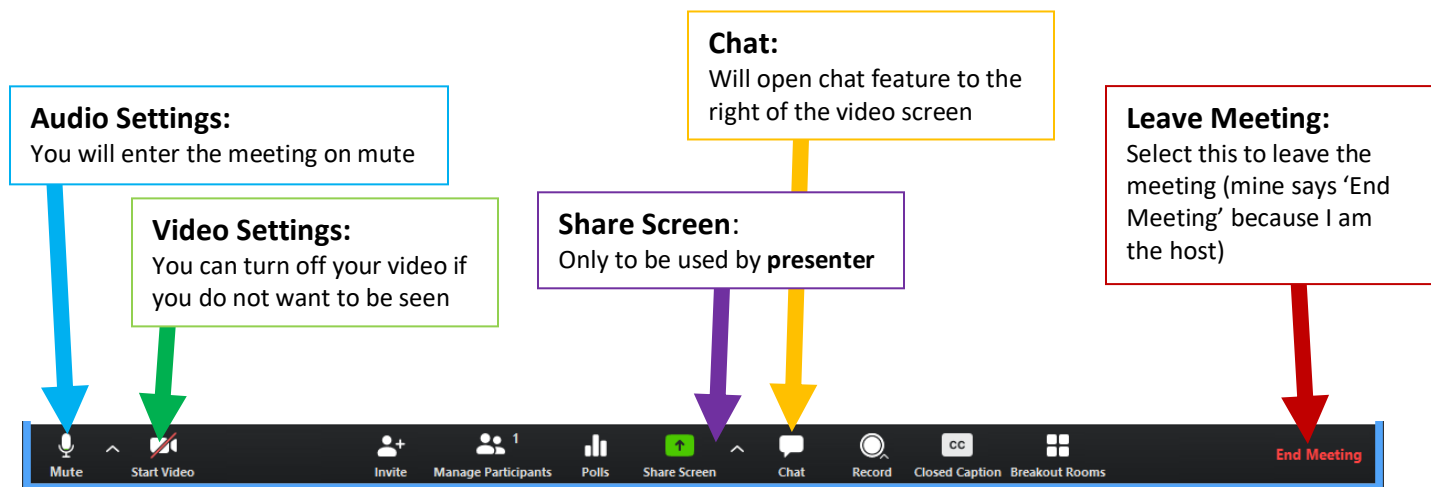 Chat:
Will open chat feature to the
right of the video screen
Audio Settings:
You will enter the meeting on mute
Leave Meeting:
Select this to leave the
meeting (mine says ‘End
Meeting’ because I am
the host)
Video Settings:
You can turn off your video if
you do not want to be seen
Share Screen:
Only to be used by presenter
Mute
Start Video
Invite
1
Manage Participants
Polls
Share Screen
Chat
Record
CC
Closed Caption
Breakout Rooms
End Meeting